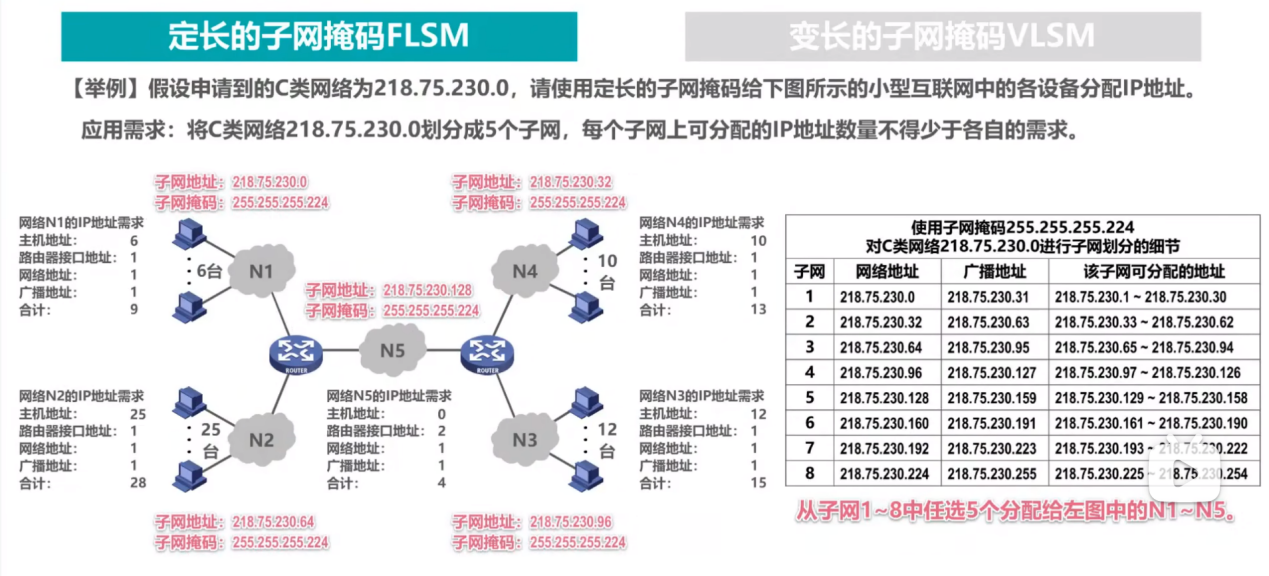 定长的子网掩码FLSM
变长的子网掩码VLSM
【举例】假设申请到的C类网络为218.75.230.0，请使用定长的子网掩码给下图所示的小型互联网中的各设备分配IP地址。
应用需求：将C类网络218.75.230.0划分成5个子网，每个子网上可分配的IP地址数量不得少于各自的需求。
子网地址：218.75.230.0
子网掩码：255.255.255.224
网络N1的IP地址需求
主机地址： 6
路由器接口地址： 1
网络地址： 1
广播地址： 1
合计： 9
6台
N1
子网地址：218.75.230.32
子网掩码：255.255.255.224
N4
10
台
网络N4的IP地址需求
主机地址： 10
路由器接口地址： 1
网络地址： 1
广播地址： 1
合计： 13
子网地址：218.75.230.128
子网掩码：255.255.255.224
ROUTER
N5
ROUTER
网络N2的IP地址需求
主机地址： 25
路由器接口地址： 1
网络地址： 1
广播地址： 1
合计： 28
25
台
N2
网络N5的IP地址需求
主机地址： 0
路由器接口地址： 2
网络地址： 1
广播地址： 1
合计： 4
N3
12
台
网络N3的IP地址需求
主机地址： 12
路由器接口地址： 1
网络地址： 1
广播地址： 1
合计： 15
子网地址：218.75.230.64
子网掩码：255.255.255.224
子网地址：218.75.230.96
子网掩码：255.255.255.224
使用子网掩码255.255.255.224
对C类网络218.75.230.0进行子网划分的细节
子网 网络地址 广播地址 该子网可分配的地址
1 218.75.230.0 218.75.230.31 218.75.230.1 ~ 218.75.230.30
2 218.75.230.32 218.75.230.63 218.75.230.33 ~ 218.75.230.62
3 218.75.230.64 218.75.230.95 218.75.230.65 ~ 218.75.230.94
4 218.75.230.96 218.75.230.127 218.75.230.97 ~ 218.75.230.126
5 218.75.230.128 218.75.230.159 218.75.230.129 ~ 218.75.230.158
6 218.75.230.160 218.75.230.191 218.75.230.161 ~ 218.75.230.190
7 218.75.230.192 218.75.230.223 218.75.230.193 ~ 218.75.230.222
8 218.75.230.224 218.75.230.255 218.75.230.225 ~ 218.75.230.254
从子网1~8中任选5个分配给左图中的N1~N5。